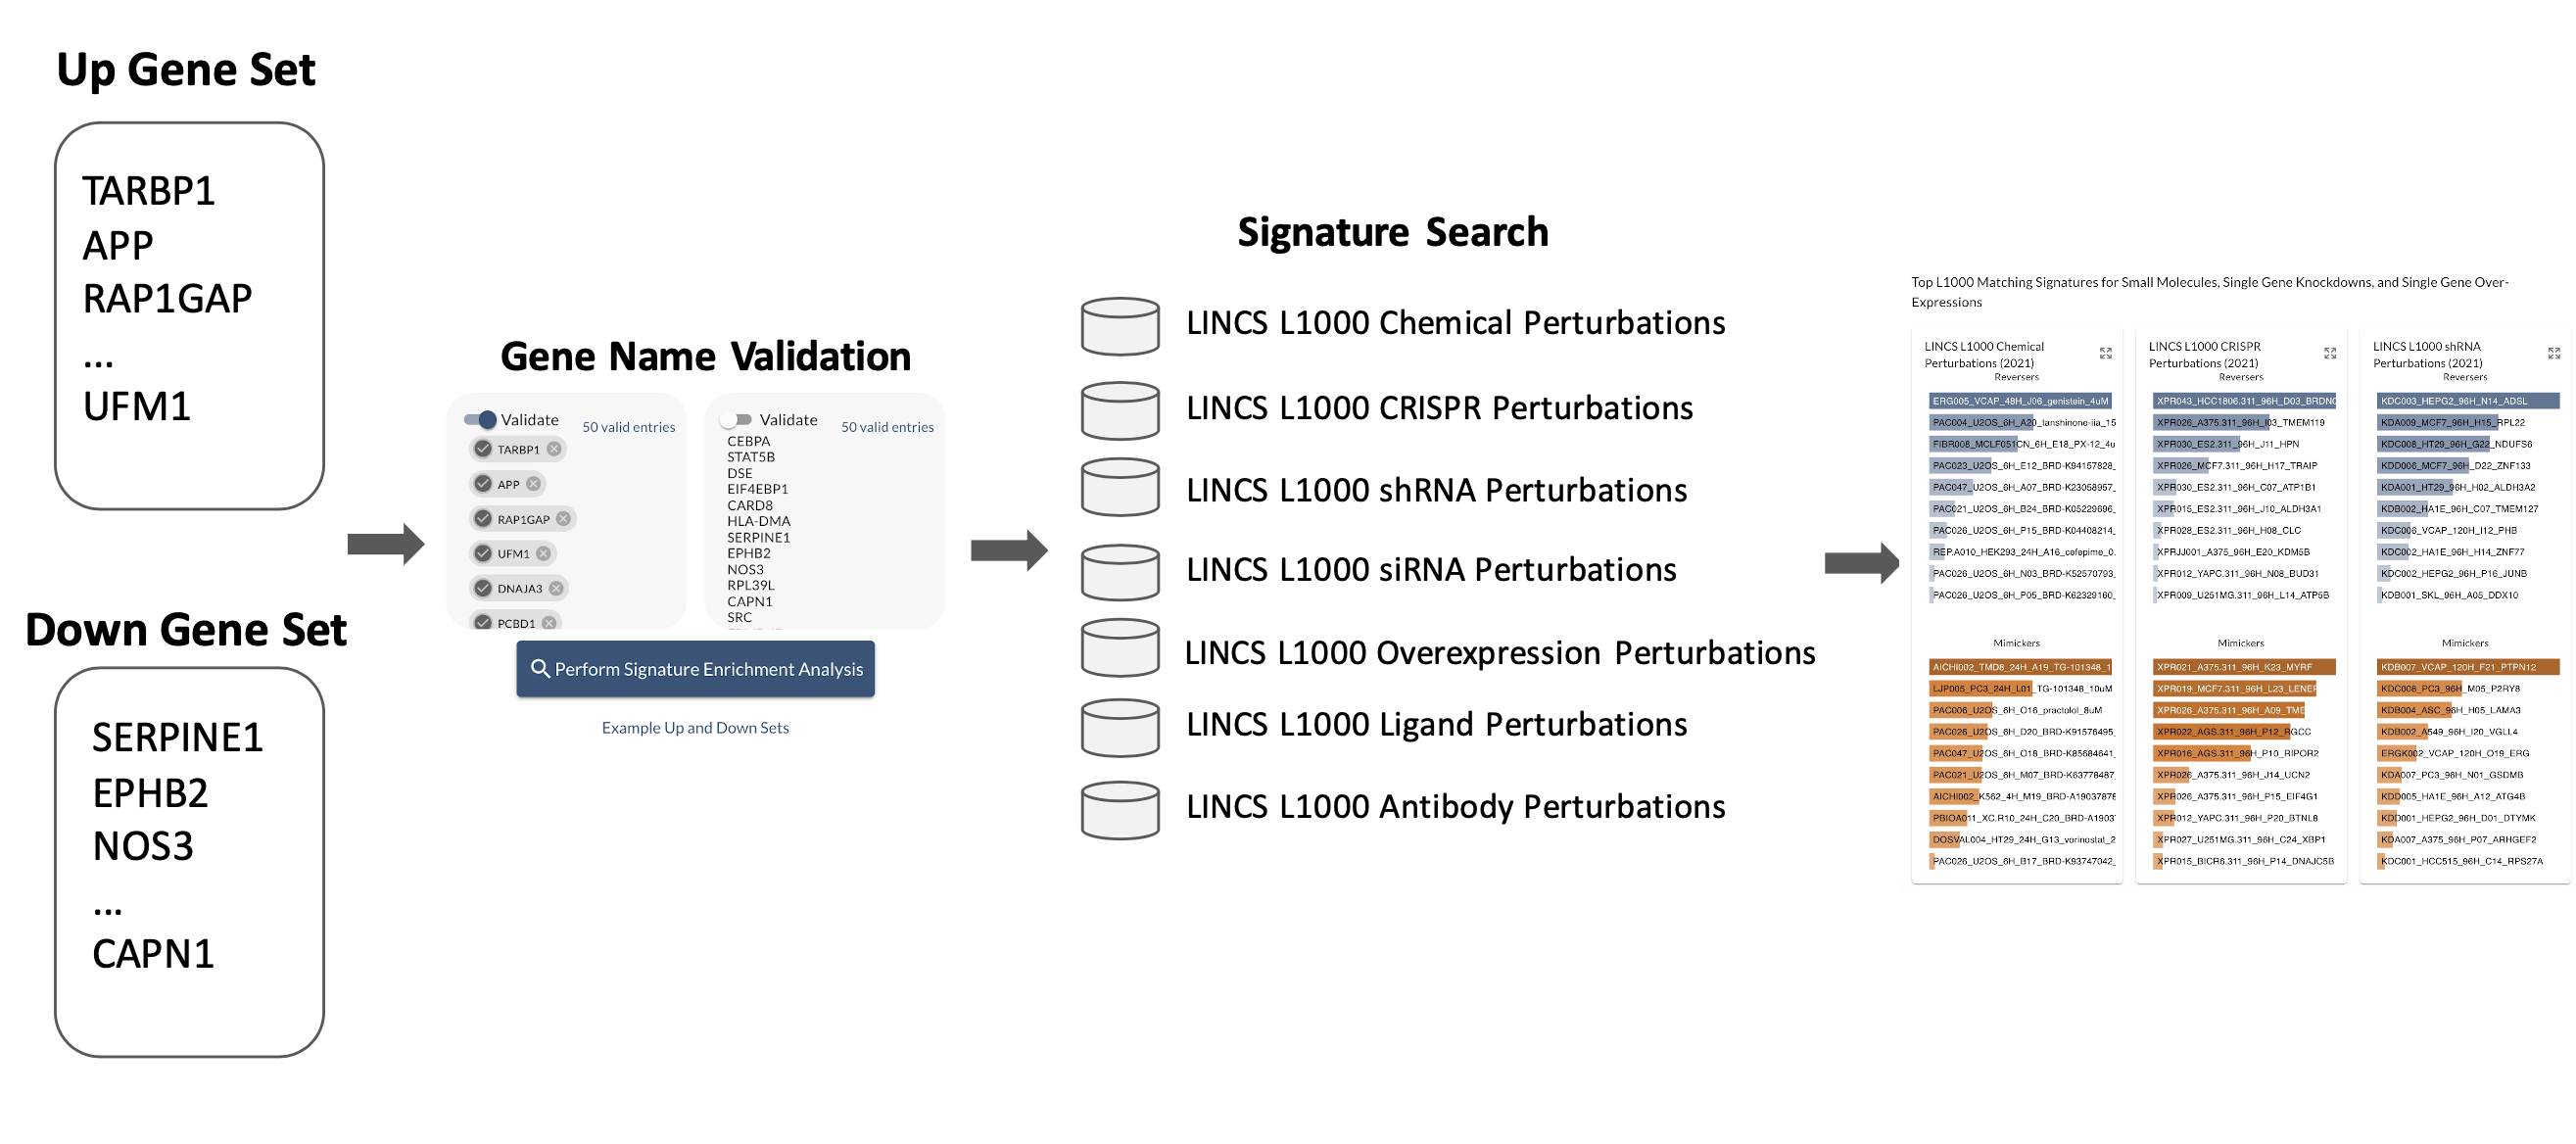 Up Gene Set
TARBP1
APP
RAP1GAP
...
UFM1
Down Gene Set
SERPINE1
EPHB2
NOS3
...
CAPN1
Gene Name Validation
Validate
50 valid entries
TARBP1
APP
RAP1GAP
UFM1
DNAJA3
PCBD1
Validate
50 valid entries
CEBPA
STAT5B
DSE
EIF4EBP1
CARD8
HLA-DMA
SERPINE1
EPHB2
NOS3
RPL39L
CAPN1
SRC
Perform Signature Enrichment Analysis
Example Up and Down Sets
Signature Search
LINCS L1000 Chemical Perturbations
LINCS L1000 CRISPR Perturbations
LINCS L1000 shRNA Perturbations
LINCS L1000 siRNA Perturbations
LINCS L1000 Overexpression Perturbations
LINCS L1000 Ligand Perturbations
LINCS L1000 Antibody Perturbations
Top L1000 Matching Signatures for Small Molecules, Single Gene Knockdowns, and Single Gene Over-
Expressions
LINCS L1000 Chemical
Perturbations (2021)
Reversers
ERG005_VCAP_48H_J06_genistein_4uM
PAC004_U2OS_6H_A20_tanshinone-iia_15
FIBR008_MCLF051CN_6H_E18_PX-12_4u
PAC023_U2OS_6H_E12_BRD-K94157828_
PAC047_U2OS_6H_A07_BRD-K23058957_
PAC021_U2OS_6H_B24_BRD-K05229696_
PAC026_U2OS_6H_P15_BRD-K04408214_
REP.A010_HEK293_24H_A16_cefepime_0.
PAC026_U2OS_6H_N03_BRD-K52570793_
PAC026_U2OS_6H_P05_BRD-K62329160_
Mimickers
AICHI002_TMD8_24H_A19_TG-101348_1
LJP005_PC3_24H_L01_TG-101348_10uM
PAC006_U2OS_6H_O16_practolol_8uM
PAC026_U2OS_6H_D20_BRD-K91576495_
PAC047_U2OS_6H_O18_BRD-K85684641_
PAC021_U2OS_6H_M07_BRD-K63778487_
AICHI002_K562_4H_M19_BRD-A19037878
PBIOA011_XC.R10_24H_C20_BRD-A1903
DOSVAL004_HT29_24H_G13_vorinostat_2
PAC026_U2OS_6H_B17_BRD-K93747042_
LINCS L1000 CRISPR
Perturbations (2021)
Reversers
XPR043_HCC1806.311_96H_D03_BRDN
XPR026_A375.311_96H_I03_TMEM119
XPR030_ES2.311_96H_J11_HPN
XPR026_MCF7.311_96H_H17_TRAIP
XPR030_ES2.311_96H_C07_ATP1B1
XPR015_ES2.311_96H_J10_ALDH3A1
XPR028_ES2.311_96H_H08_CLC
XPRJJ001_A375_96H_E20_KDM5B
XPR012_YAPC.311_96H_N08_BUD31
XPR009_U251MG.311_96H_L14_ATP5B
Mimickers
XPR021_A375.311_96H_K23_MYRF
XPR019_MCF7.311_96H_L23_LENEP
XPR026_A375.311_96H_A09_TME
XPR022_AGS.311_96H_P12_RGCC
XPR016_AGS.311_96H_P10_RIPOR2
XPR026_A375.311_96H_J14_UCN2
XPR026_A375.311_96H_P15_EIF4G1
XPR012_YAPC.311_96H_P20_BTNL8
XPR027_U251MG.311_96H_C24_XBP1
XPR015_BICR6.311_96H_P14_DNAJC5B
LINCS L1000 shRNA
Perturbations (2021)
Reversers
KDC003_HEPG2_96H_N14_ADSL
KDA009_MCF7_96H_H15_RPL22
KDC008_HT29_96H_G22_NDUFS6
KDD006_MCF7_96H_D22_ZNF133
KDA001_HT29_96H_H02_ALDH3A2
KDB002_HA1E_96H_C07_TMEM127
KDC006_VCAP_120H_I12_PHB
KDC002_HA1E_96H_H14_ZNF77
KDC002_HEPG2_96H_P16_JUNB
KDB001_SKL_96H_A05_DDX10
Mimickers
KDB007_VCAP_120H_F21_PTPN12
KDC008_PC3_96H_M05_P2RY8
KDB004_ASC_96H_H05_LAMA3
KDB002_A549_96H_I20_VGLL4
ERGK002_VCAP_120H_O19_ERG
KDA007_PC3_96H_N01_GSDMB
KDD005_HA1E_96H_A12_ATG4B
KDD001_HEPG2_96H_D01_DTYMK
KDA007_A375_96H_P07_ARHGEF2
KDC001_HCC515_96H_C14_RPS27A